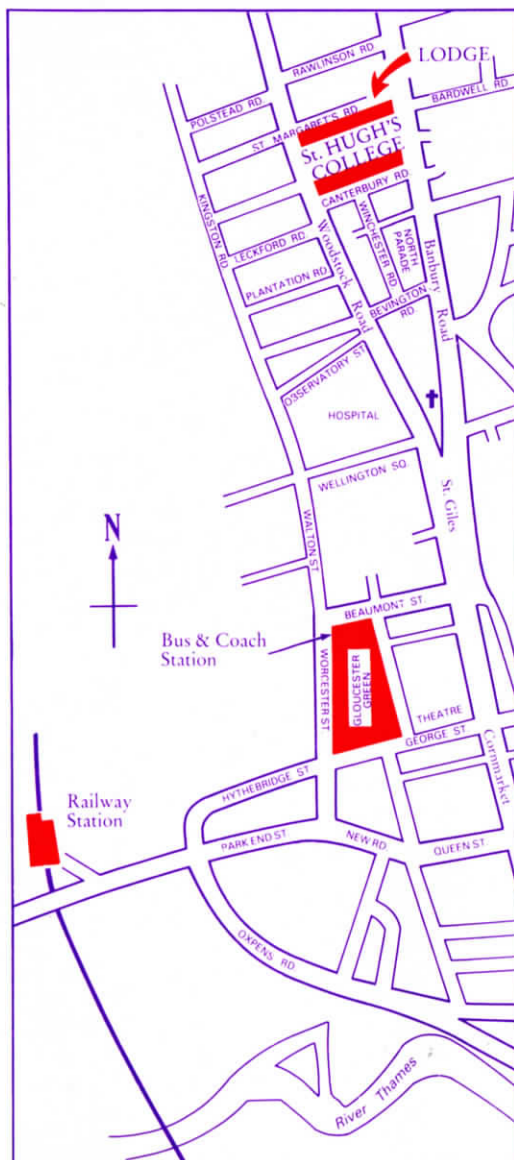 LODGE
RAWLINSON RD
BARDWELL RD.
POLSTEAD RD.
ST. MARGARET'S RD.
St. HUGH'S
COLLEGE
CANTERBURY RD.
KINGSTON RD
WINCHESTER RD
NORTH
PARADE
Banbury
Road
LECKFORD RD
Woodstock
Road
PLANTATION RD.
BEVINGTON
RD.
OBSERVATORY ST
HOSPITAL
WELLINGTON SQ.
St. Giles
WALTON ST
N
BEAUMONT ST.
Bus & Coach
Station
WORCESTER ST
GLOUCESTER
GREEN
THEATRE
GEORGE ST.
Cornmarket
HYTHEBRIDGE ST
Railway
Station
PARK END ST.
NEW RD.
QUEEN ST.
OXPENS RD.
River Thames